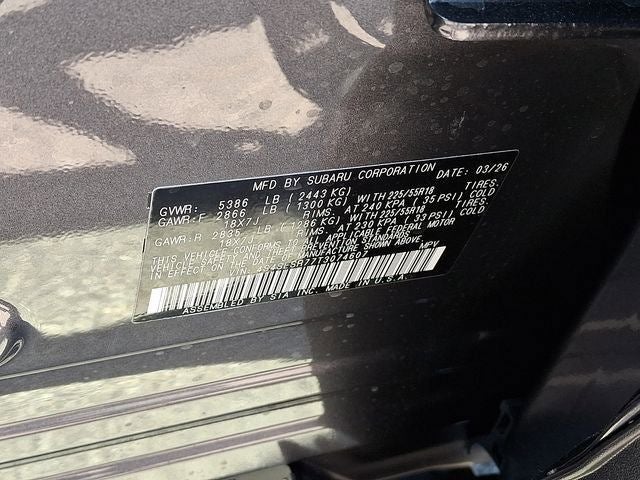 MFD BY SUBARU CORPORATION DATE: 03/26
GVWR: 5386 LB ( 2443 KG)
GAWR:F 2866 LB ( 1300 KG) WITH 225/55R18 TIRES.
18X7J RIMS. AT 240 KPA ( 35 PSI) COLD
GAWR:R 2835 LB ( 1286 KG) WITH 225/55R18 TIRES.
18X7J RIMS. AT 230 KPA ( 33 PSI) COLD
THIS VEHICLE CONFORMS TO ALL APPLICABLE FEDERAL MOTOR
VEHICLE SAFETY AND THEFT PREVENTION STANDARDS
IN EFFECT ON THE DATE OF MANUFACTURE SHOWN ABOVE.
VIN: MPV
ASSEMBLED BY SIA INC. MADE IN U.S.A.